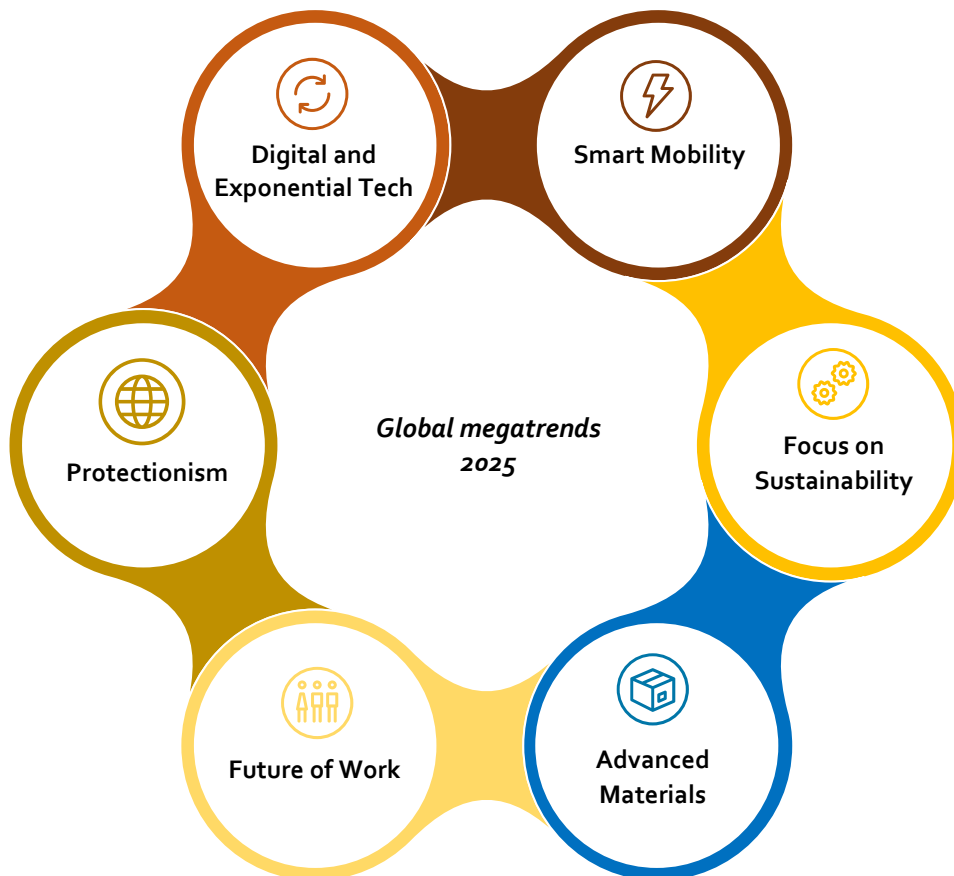 Digital and
Exponential Tech
Smart Mobility
Protectionism
Global megatrends
2025
Focus on
Sustainability
Future of Work
Advanced
Materials